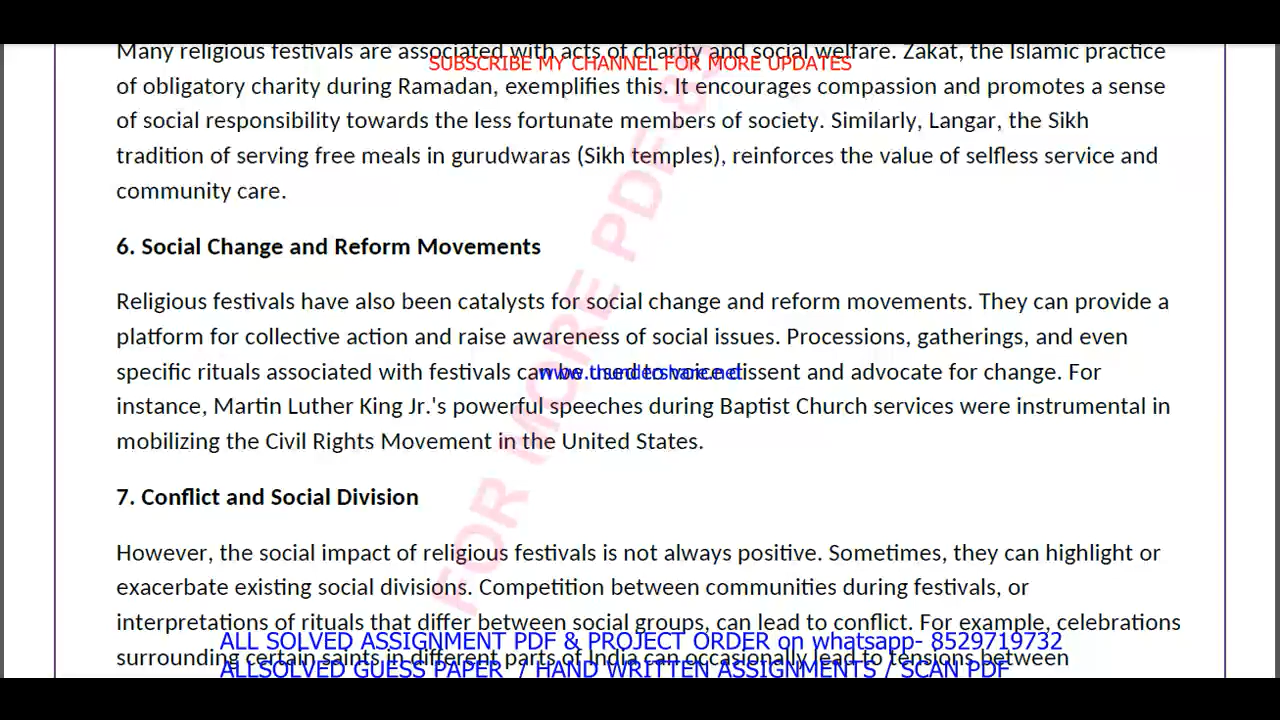 Many religious festivals are associated with acts of charity and social welfare. Zakat, the Islamic practice
SUBSCRIBE MY CHANNEL FOR MORE UPDATES
of obligatory charity during Ramadan, exemplifies this. It encourages compassion and promotes a sense
of social responsibility towards the less fortunate members of society. Similarly, Langar, the Sikh
tradition of serving free meals in gurudwaras (Sikh temples), reinforces the value of selfless service and
community care.
6. Social Change and Reform Movements
Religious festivals have also been catalysts for social change and reform movements. They can provide a
platform for collective action and raise awareness of social issues. Processions, gatherings, and even
specific rituals associated with festivals can be used to voice dissent and advocate for change. For
instance, Martin Luther King Jr.'s powerful speeches during Baptist Church services were instrumental in
mobilizing the Civil Rights Movement in the United States.
7. Conflict and Social Division
However, the social impact of religious festivals is not always positive. Sometimes, they can highlight or
exacerbate existing social divisions. Competition between communities during festivals, or
interpretations of rituals that differ between social groups, can lead to conflict. For example, celebrations
ALL SOLVED ASSIGNMENT PDF & PROJECT ORDER on whatsapp- 8529719732
surrounding certain saints in different parts of India can occasionally lead to tensions between
ALLSOLVED GUESS PAPER / HAND WRITTEN ASSIGNMENTS / SCAN PDF
FOR MORE PDF